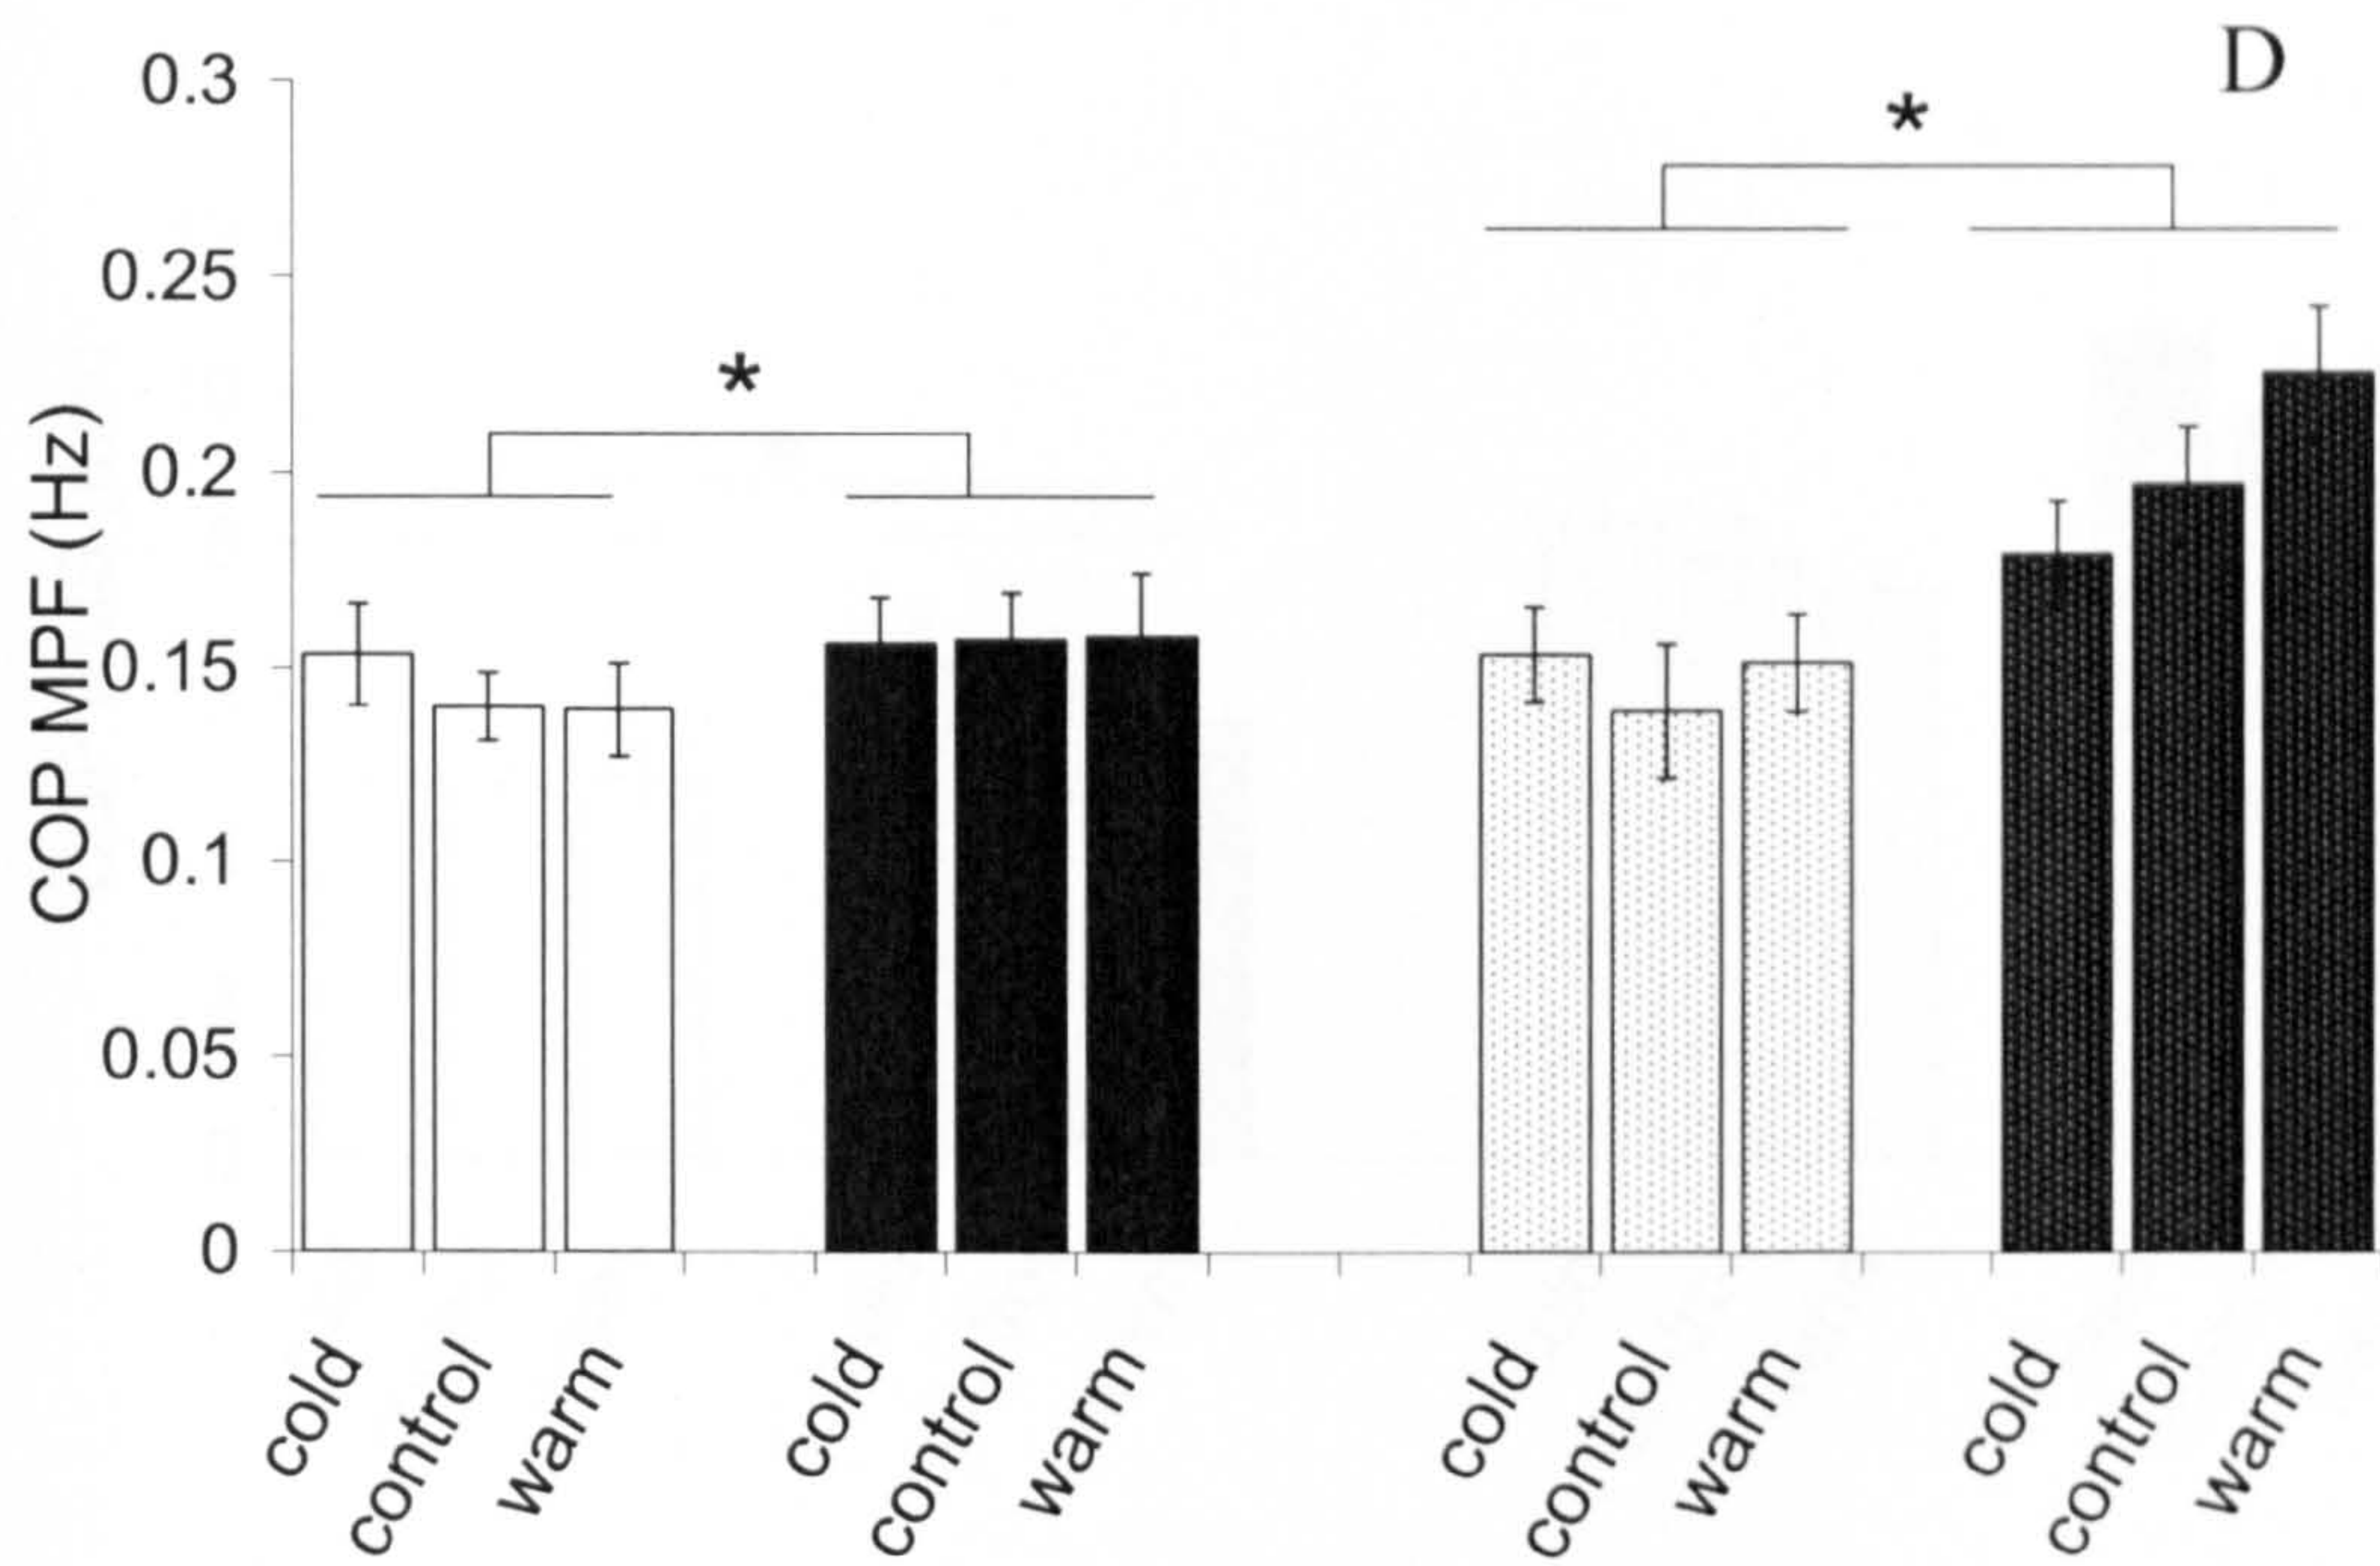 D
*
*
0.3
0.25
0.2
0.15
0.1
0.05
0
COP MPF (Hz)
cold
control
warm
cold
control
warm
cold
control
warm
cold
control
warm